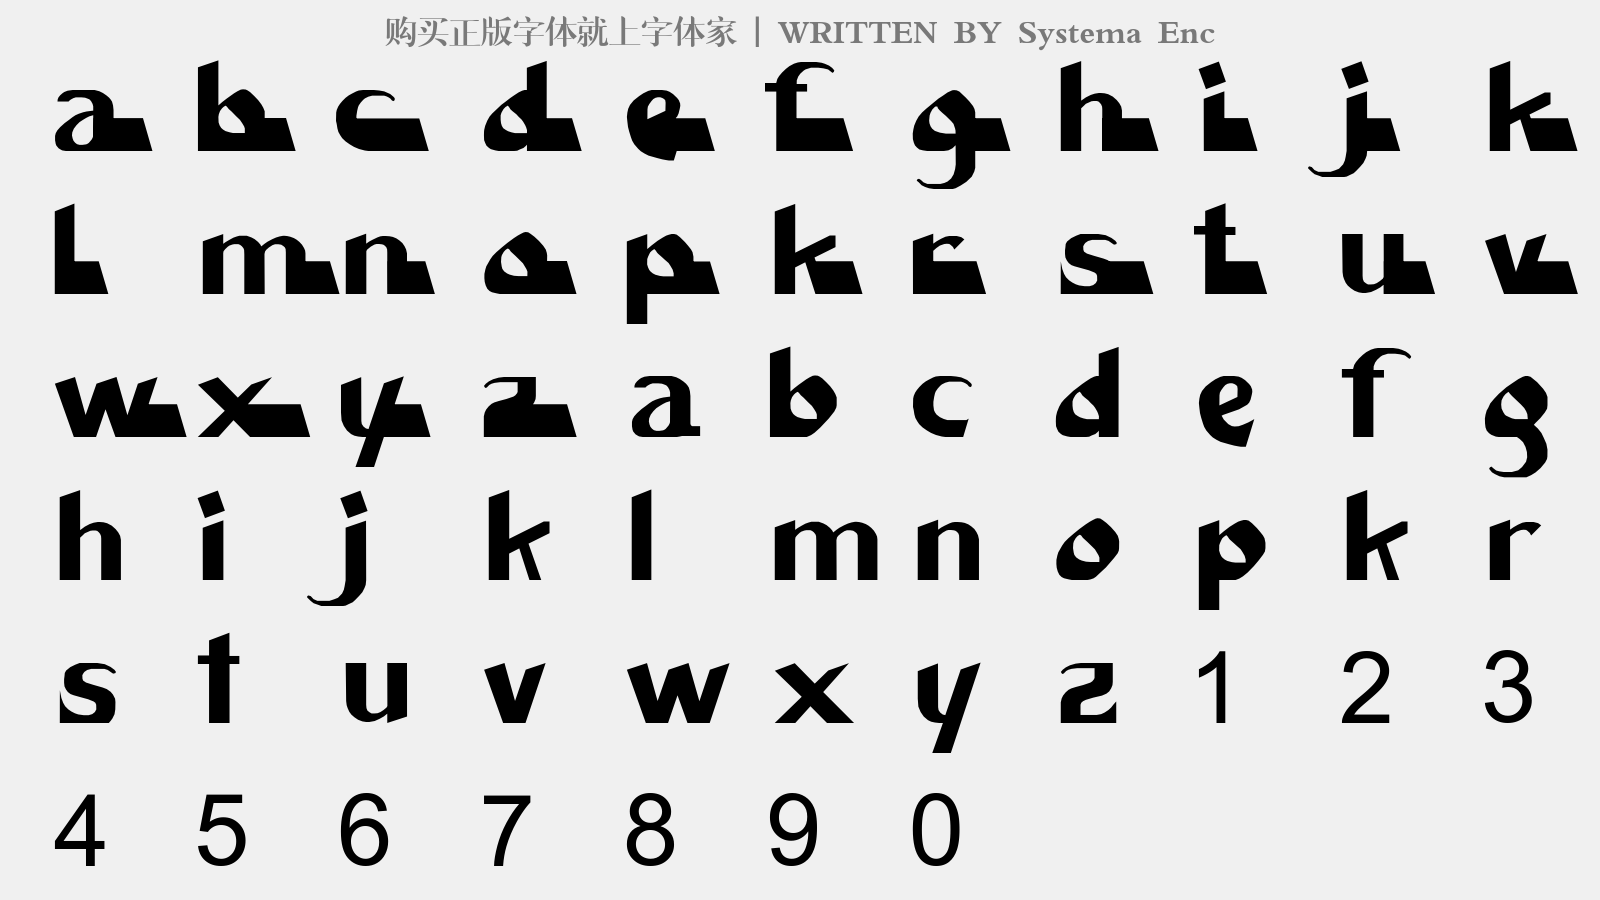 购买正版字体就上字体家 | WRITTEN BY Systema Enc
a b c d e f g h i j k
l m n o p k r s t u v
w x y z a b c d e f g
h i j k l m n o p k r
s t u v w x y z 1 2 3
4 5 6 7 8 9 0